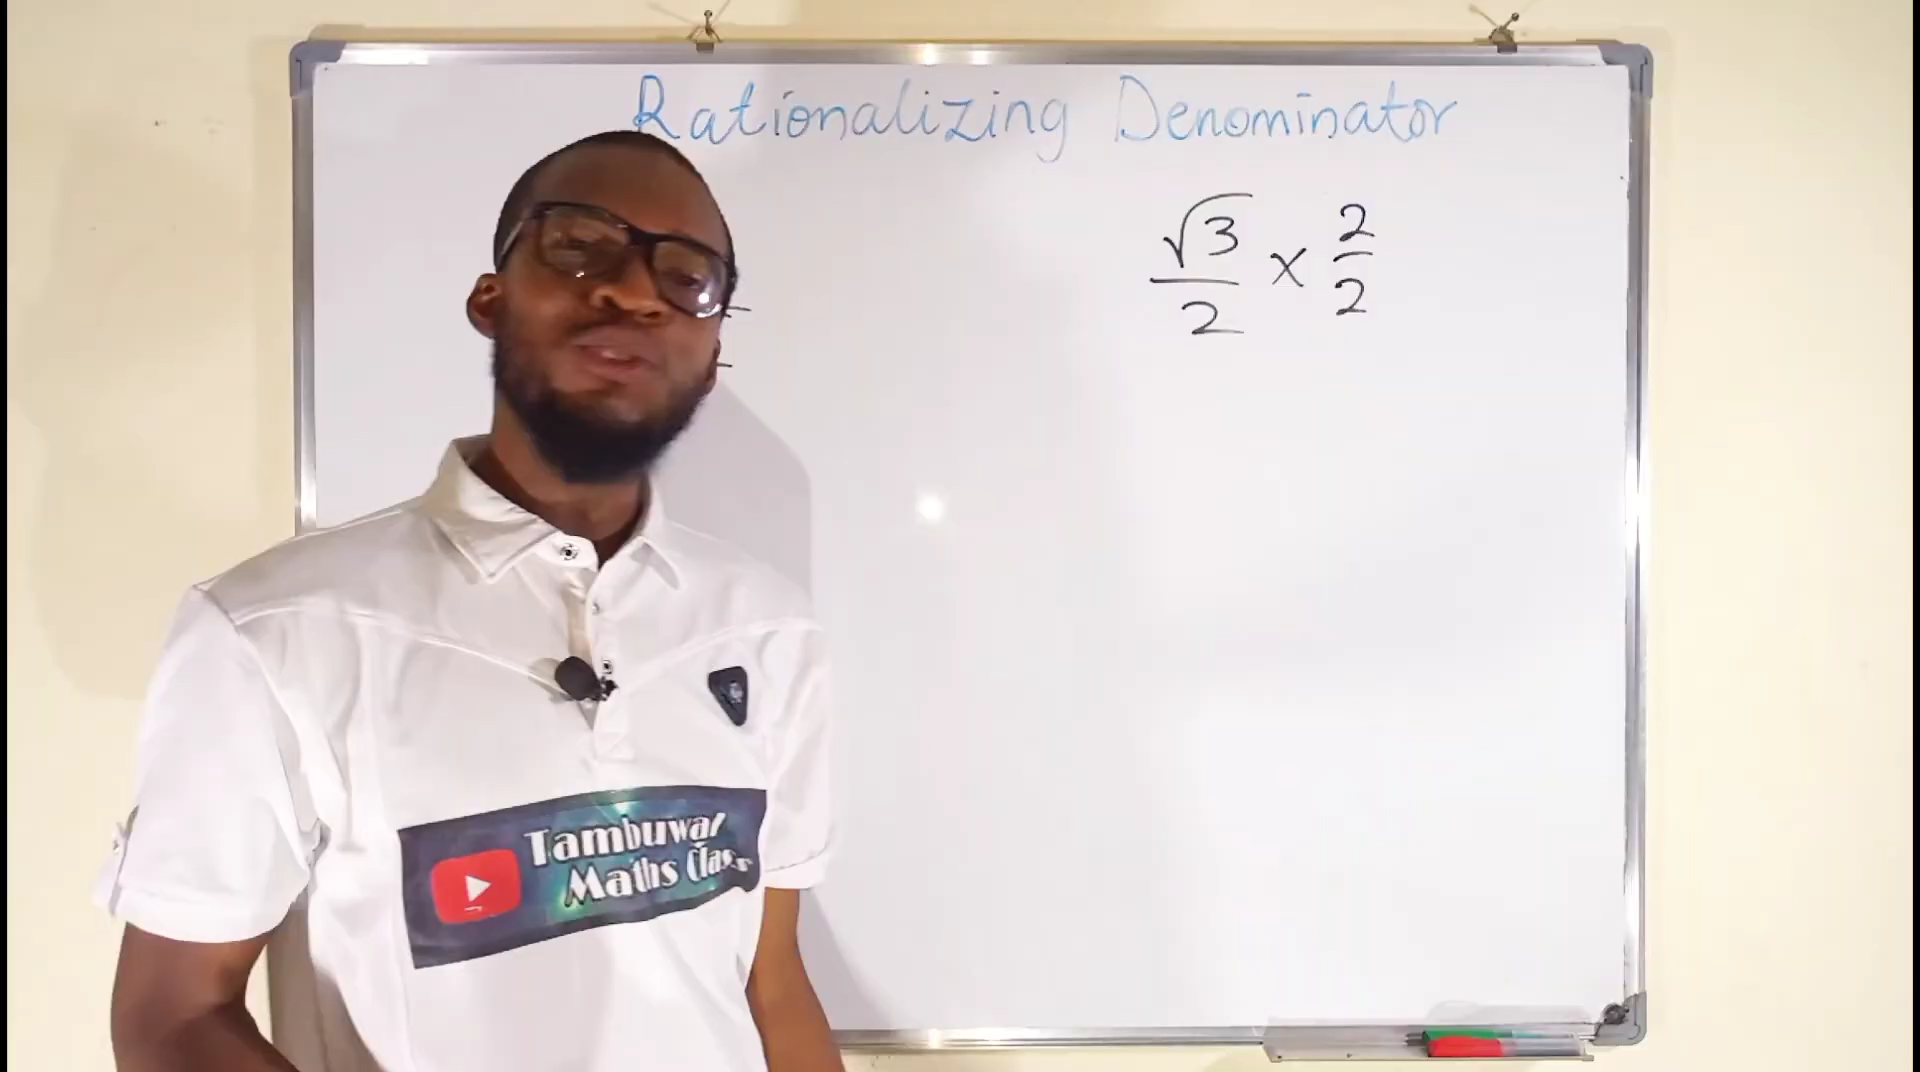 Rationalizing Denominator
√3/2 × 2/2
Tambuwal
Maths Class